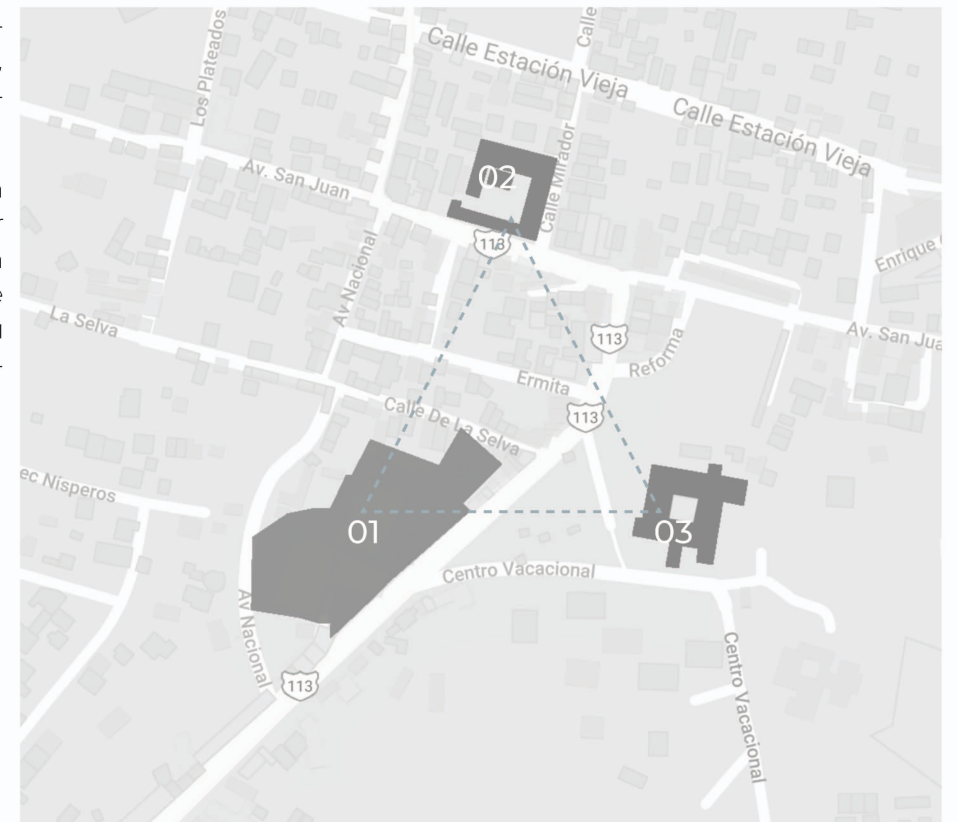 Calle
Calle Estación Vieja
Los Plateados
Calle Estación Vieja
Av. San Juan
02
Calle Mirador
113
Enrique
Av Nacional
La Selva
113
Reforma
Av. San Jua
Ermita
Calle De La Selva
113
ec Nísperos
01
03
Centro Vacacional
Av Nacional
113
Centro Vacacional